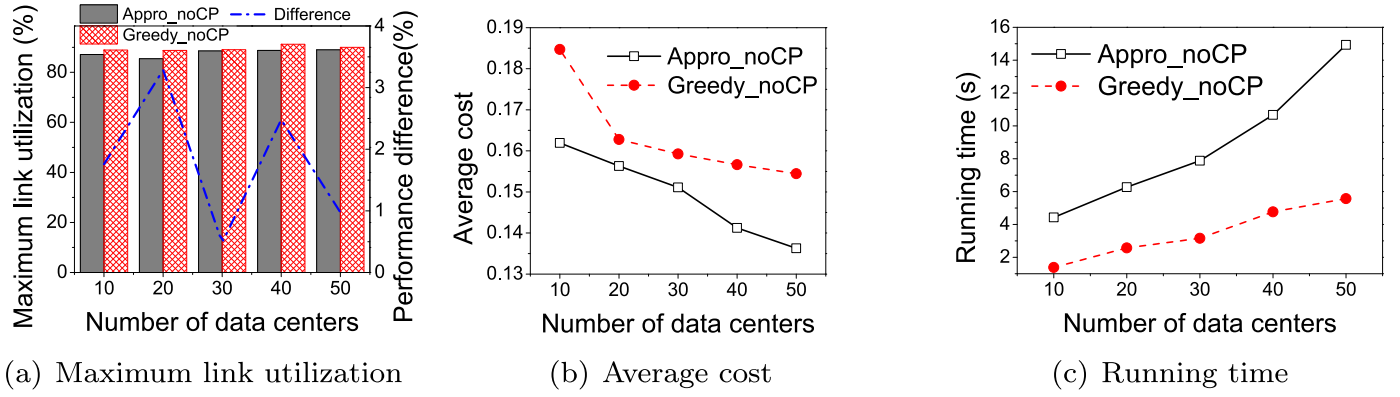 Appro_noCP
Greedy_noCP
Difference
Maximum link utilization (%)
80
60
40
20
0
Performance difference(%)
4
3
2
1
0
10 20 30 40 50
Number of data centers
(a) Maximum link utilization
Average cost
0.19
0.18
0.17
0.16
0.15
0.14
0.13
Appro_noCP
Greedy_noCP
10 20 30 40 50
Number of data centers
(b) Average cost
Running time (s)
16
14
12
10
8
6
4
2
Appro_noCP
Greedy_noCP
10 20 30 40 50
Number of data centers
(c) Running time